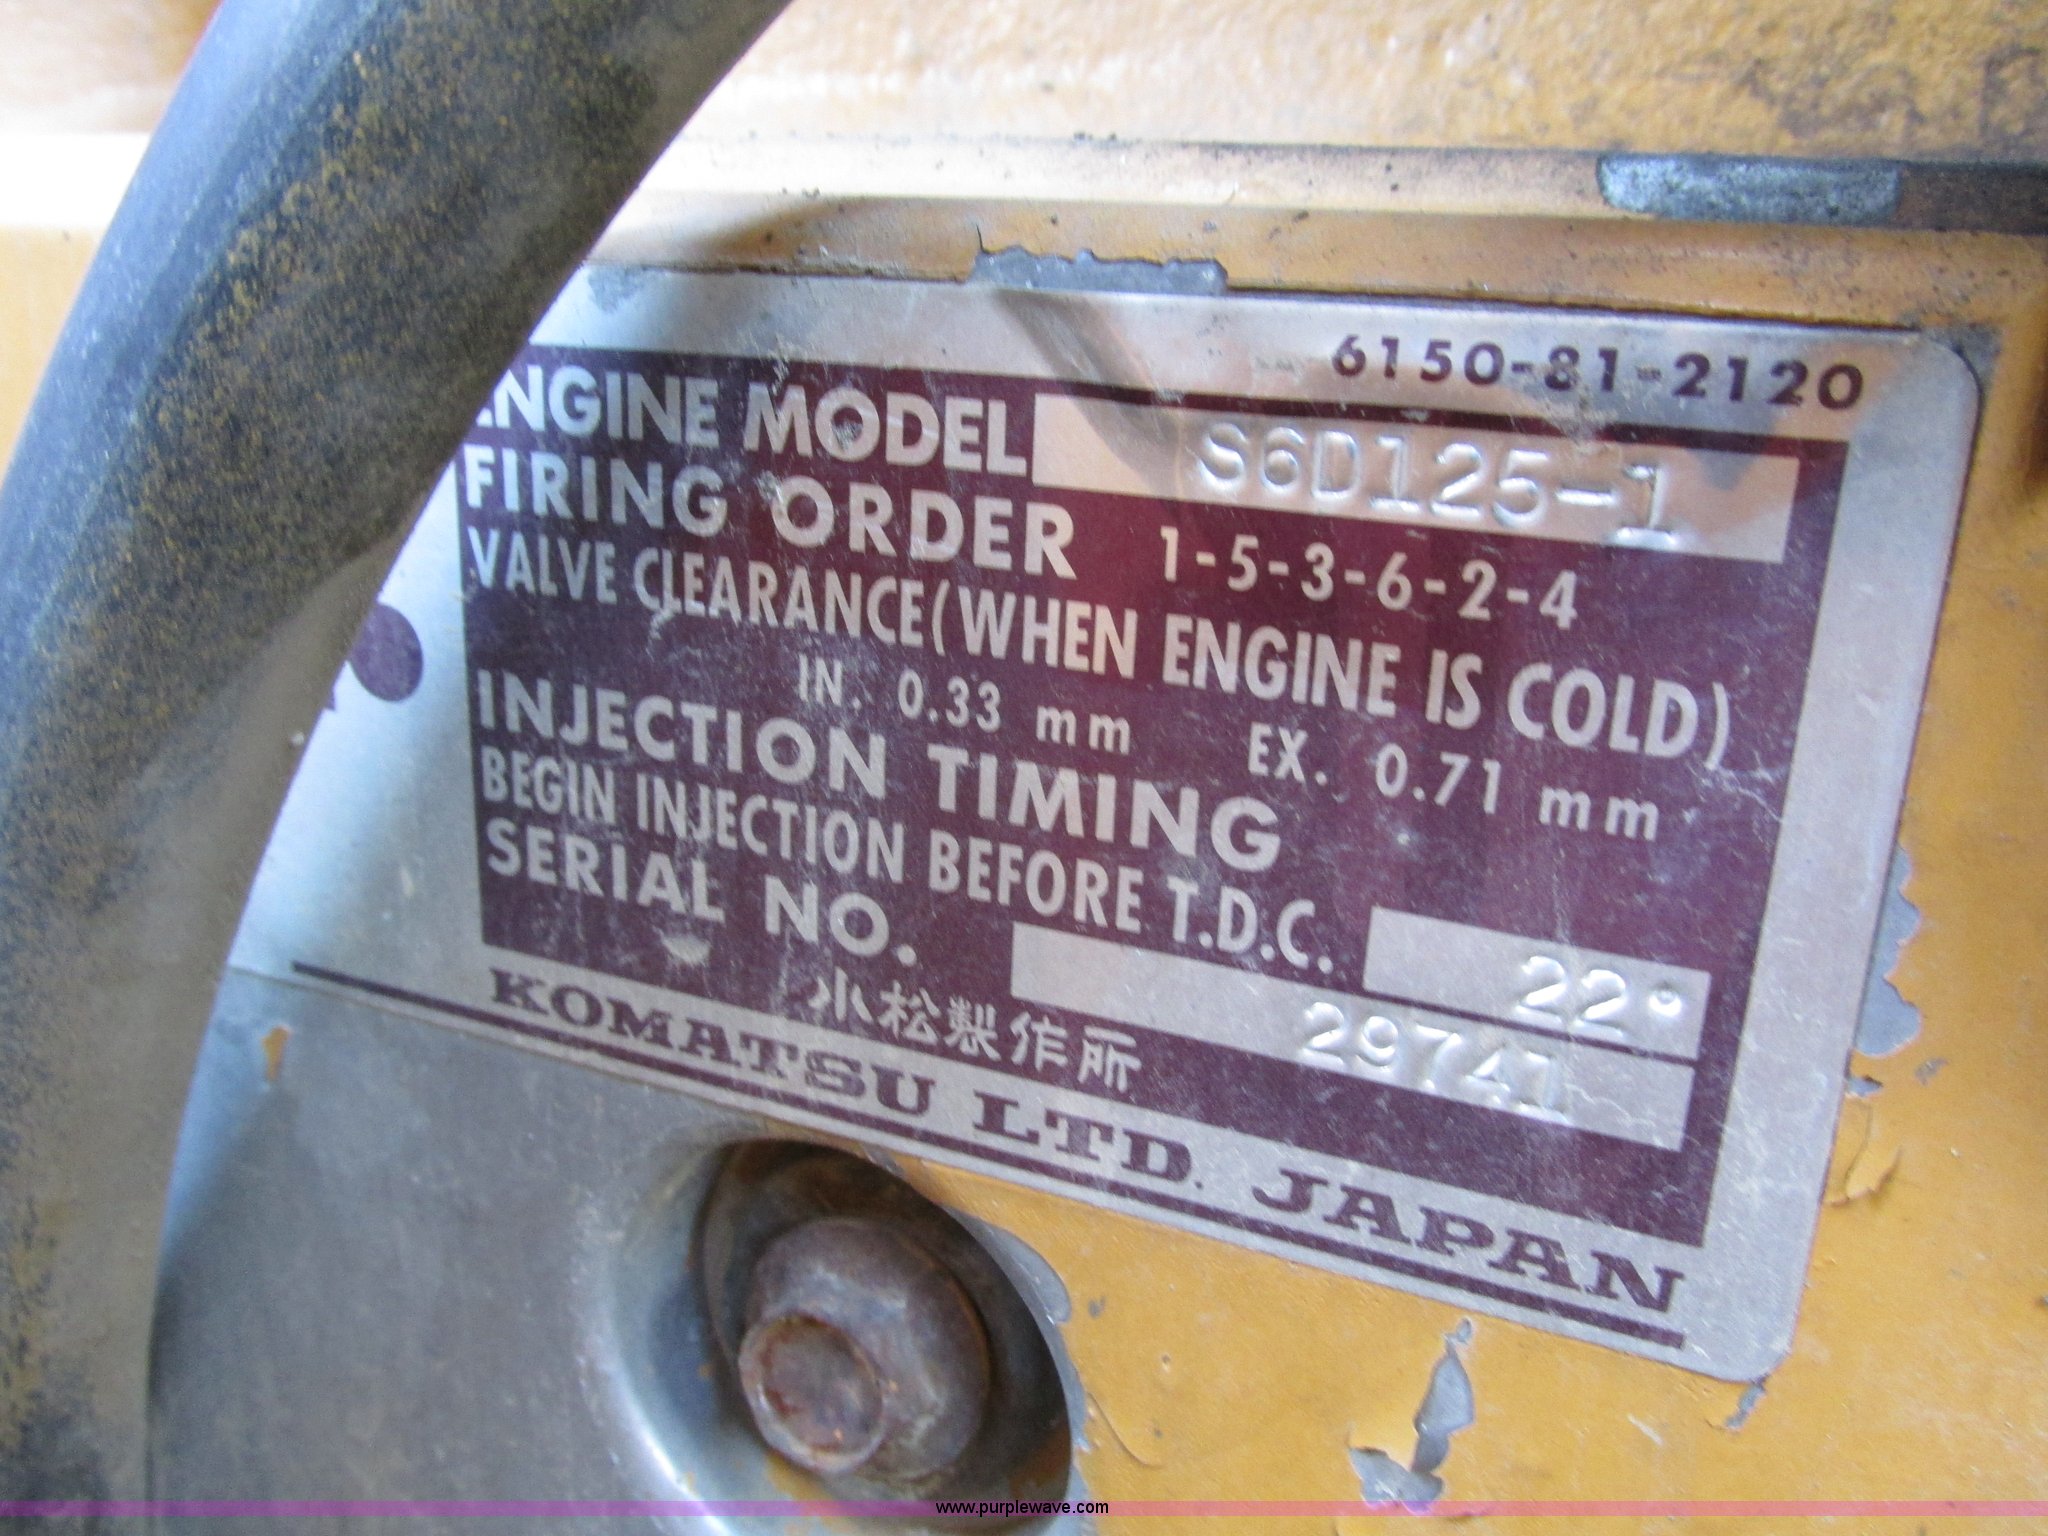 6150-81-2120
ENGINE MODEL S6D125-1
FIRING ORDER 1-5-3-6-2-4
VALVE CLEARANCE(WHEN ENGINE IS COLD)
IN. 0.33 mm EX. 0.71 mm
INJECTION TIMING
BEGIN INJECTION BEFORE T.D.C. 22°
SERIAL NO. 29741
小松製作所
KOMATSU LTD. JAPAN
www.purplewave.com